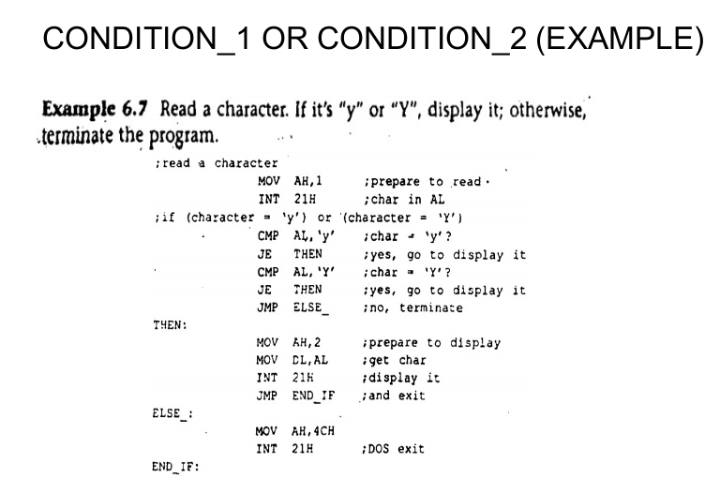 CONDITION_1 OR CONDITION_2 (EXAMPLE)
Example 6.7 Read a character. If it's "y" or "Y", display it; otherwise,
terminate the program.
;read a character
MOV AH,1 ;prepare to read
INT 21H ;char in AL
;if (character = 'y') or (character = 'Y')
CMP AL,'y' ;char = 'y'?
JE THEN ;yes, go to display it
CMP AL,'Y' ;char = 'Y'?
JE THEN ;yes, go to display it
JMP ELSE_ ;no, terminate
THEN:
MOV AH,2 ;prepare to display
MOV DL,AL ;get char
INT 21H ;display it
JMP END_IF ;and exit
ELSE_:
MOV AH,4CH
INT 21H ;DOS exit
END_IF: